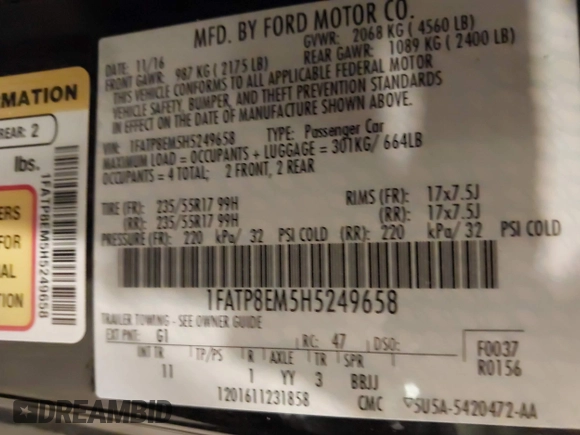 MFD. BY FORD MOTOR CO.
DATE: 11/16
GVWR: 2068 KG ( 4560 LB)
FRONT GAWR: 987 KG ( 2175 LB)
REAR GAWR: 1089 KG ( 2400 LB)
THIS VEHICLE CONFORMS TO ALL APPLICABLE FEDERAL MOTOR
VEHICLE SAFETY, BUMPER, AND THEFT PREVENTION STANDARDS
IN EFFECT ON THE DATE OF MANUFACTURE SHOWN ABOVE.
VIN: 1FATP8EM5H5249658 TYPE: Passenger Car
MAXIMUM LOAD = OCCUPANTS + LUGGAGE = 301KG/ 664LB
OCCUPANTS = 4 TOTAL; 2 FRONT, 2 REAR
TIRE (FR): 235/55R17 99H RIMS (FR): 17x7.5J
(RR): 235/55R17 99H (RR): 17x7.5J
PRESSURE (FR): 220 kPa/ 32 PSI COLD (RR): 220 kPa/ 32 PSI COLD
1FATP8EM5H5249658
TRAILER TOWING - SEE OWNER GUIDE
EXT PNT: G1 RC: 47 DSO: F0037
INT TR TP/PS R AXLE TR SPR R0156
11 1 YY 3 BBJJ
1201611231858 CMC SU5A-5420472-AA
RMATION
REAR: 2
lbs.
1FATP8EM5H5249658
ERS
FOR
AL
TION
DREAMBID